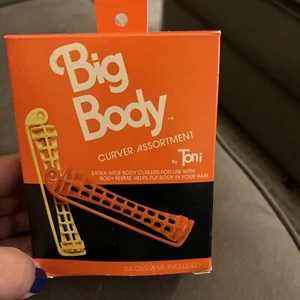 Big
Body™
CURVER ASSORTMENT
By Toni
EXTRA WIDE BODY CURLERS FOR USE WITH
BODY PERMS. HELPS PUT BODY IN YOUR HAIR
24 CURVERS INCLUDED